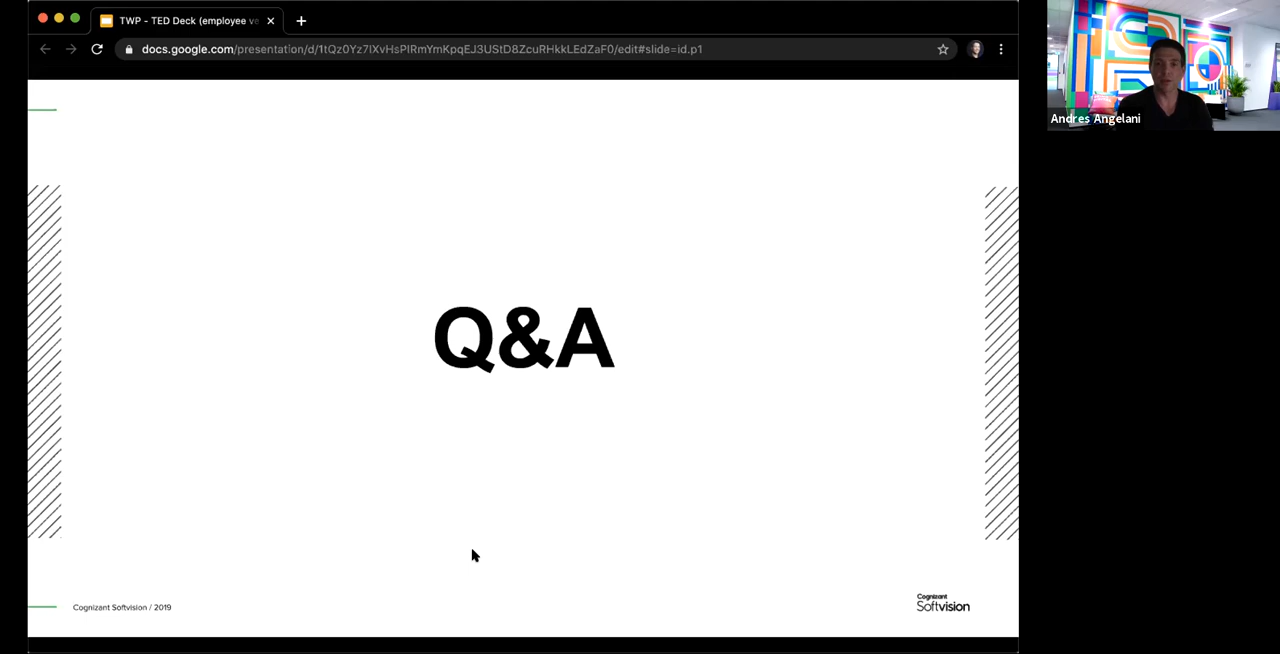 TWP - TED Deck (employee ve
docs.google.com/presentation/d/1tQz0Yz7IXvHsPIRmYmKpqEJ3UStD8ZcuRHkkLEdZaF0/edit#slide=id.p1
Andres Angelani
Q&A
Cognizant Softvision / 2019
Cognizant
Softvision